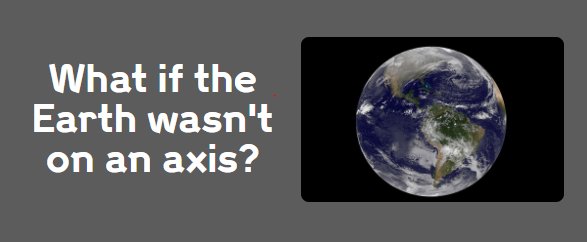 What if the
Earth wasn't
on an axis?